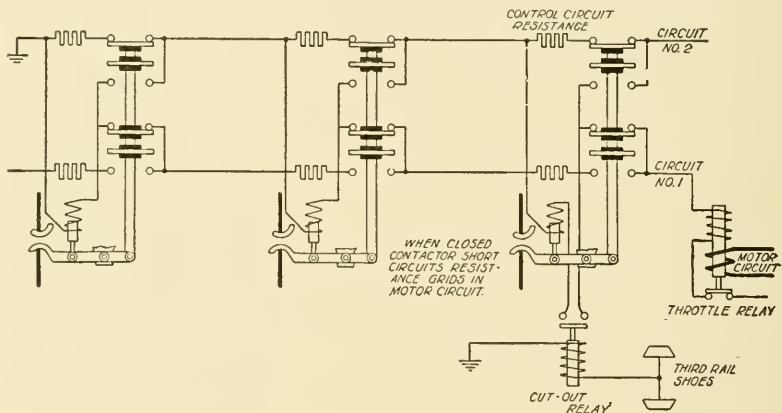 CONTROL CIRCUIT
RESISTANCE
CIRCUIT
NO. 2
CIRCUIT
NO. 1
WHEN CLOSED
CONTACTOR SHORT
CIRCUITS RESIST-
ANCE GRIDS IN
MOTOR CIRCUIT.
MOTOR
CIRCUIT
THROTTLE RELAY
THIRD RAIL
SHOES
CUT-OUT
RELAY